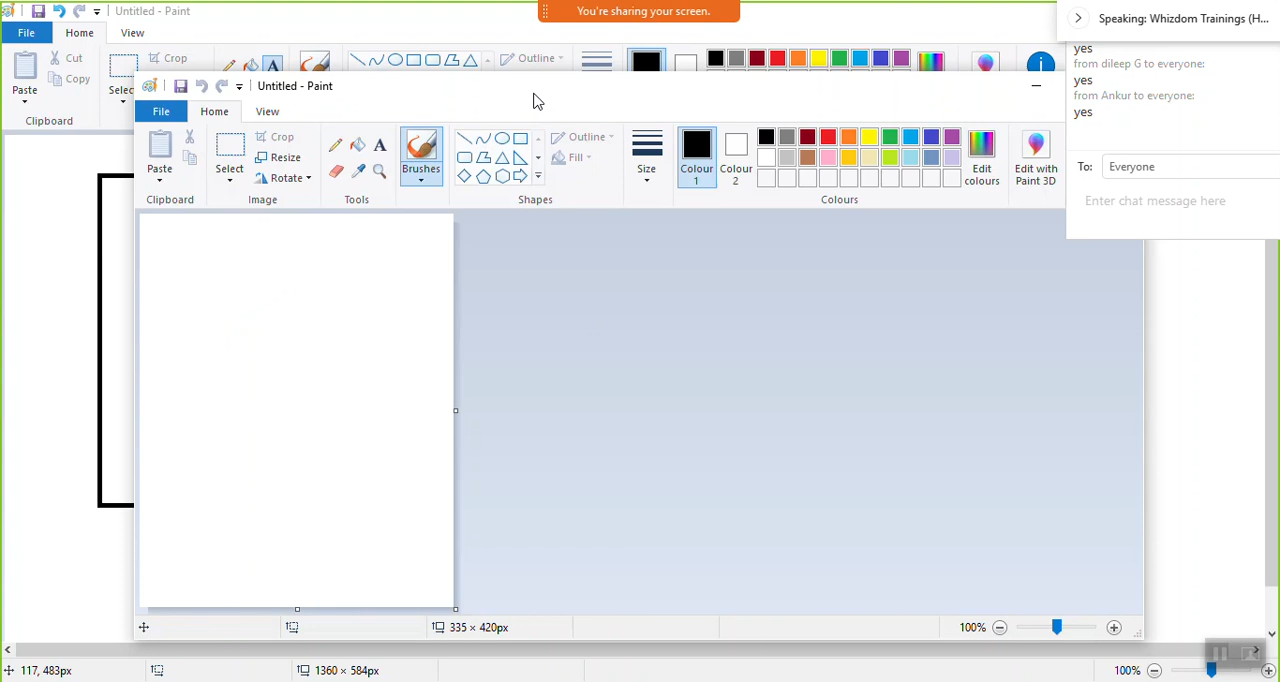 Untitled - Paint
You're sharing your screen.
Speaking: Whizdom Trainings (H...
File Home View
Cut
Copy
Paste
Crop
Outline
Clipboard
yes
from dileep G to everyone:
yes
from Ankur to everyone:
yes
To: Everyone
Enter chat message here
Untitled - Paint
File Home View
Paste
Select
Crop
Resize
Rotate
A
Brushes
Outline
Fill
Size
Colour 1
Colour 2
Edit colours
Edit with Paint 3D
Clipboard Image Tools Shapes Colours
335 × 420px
100%
117, 483px
1360 × 584px
100%